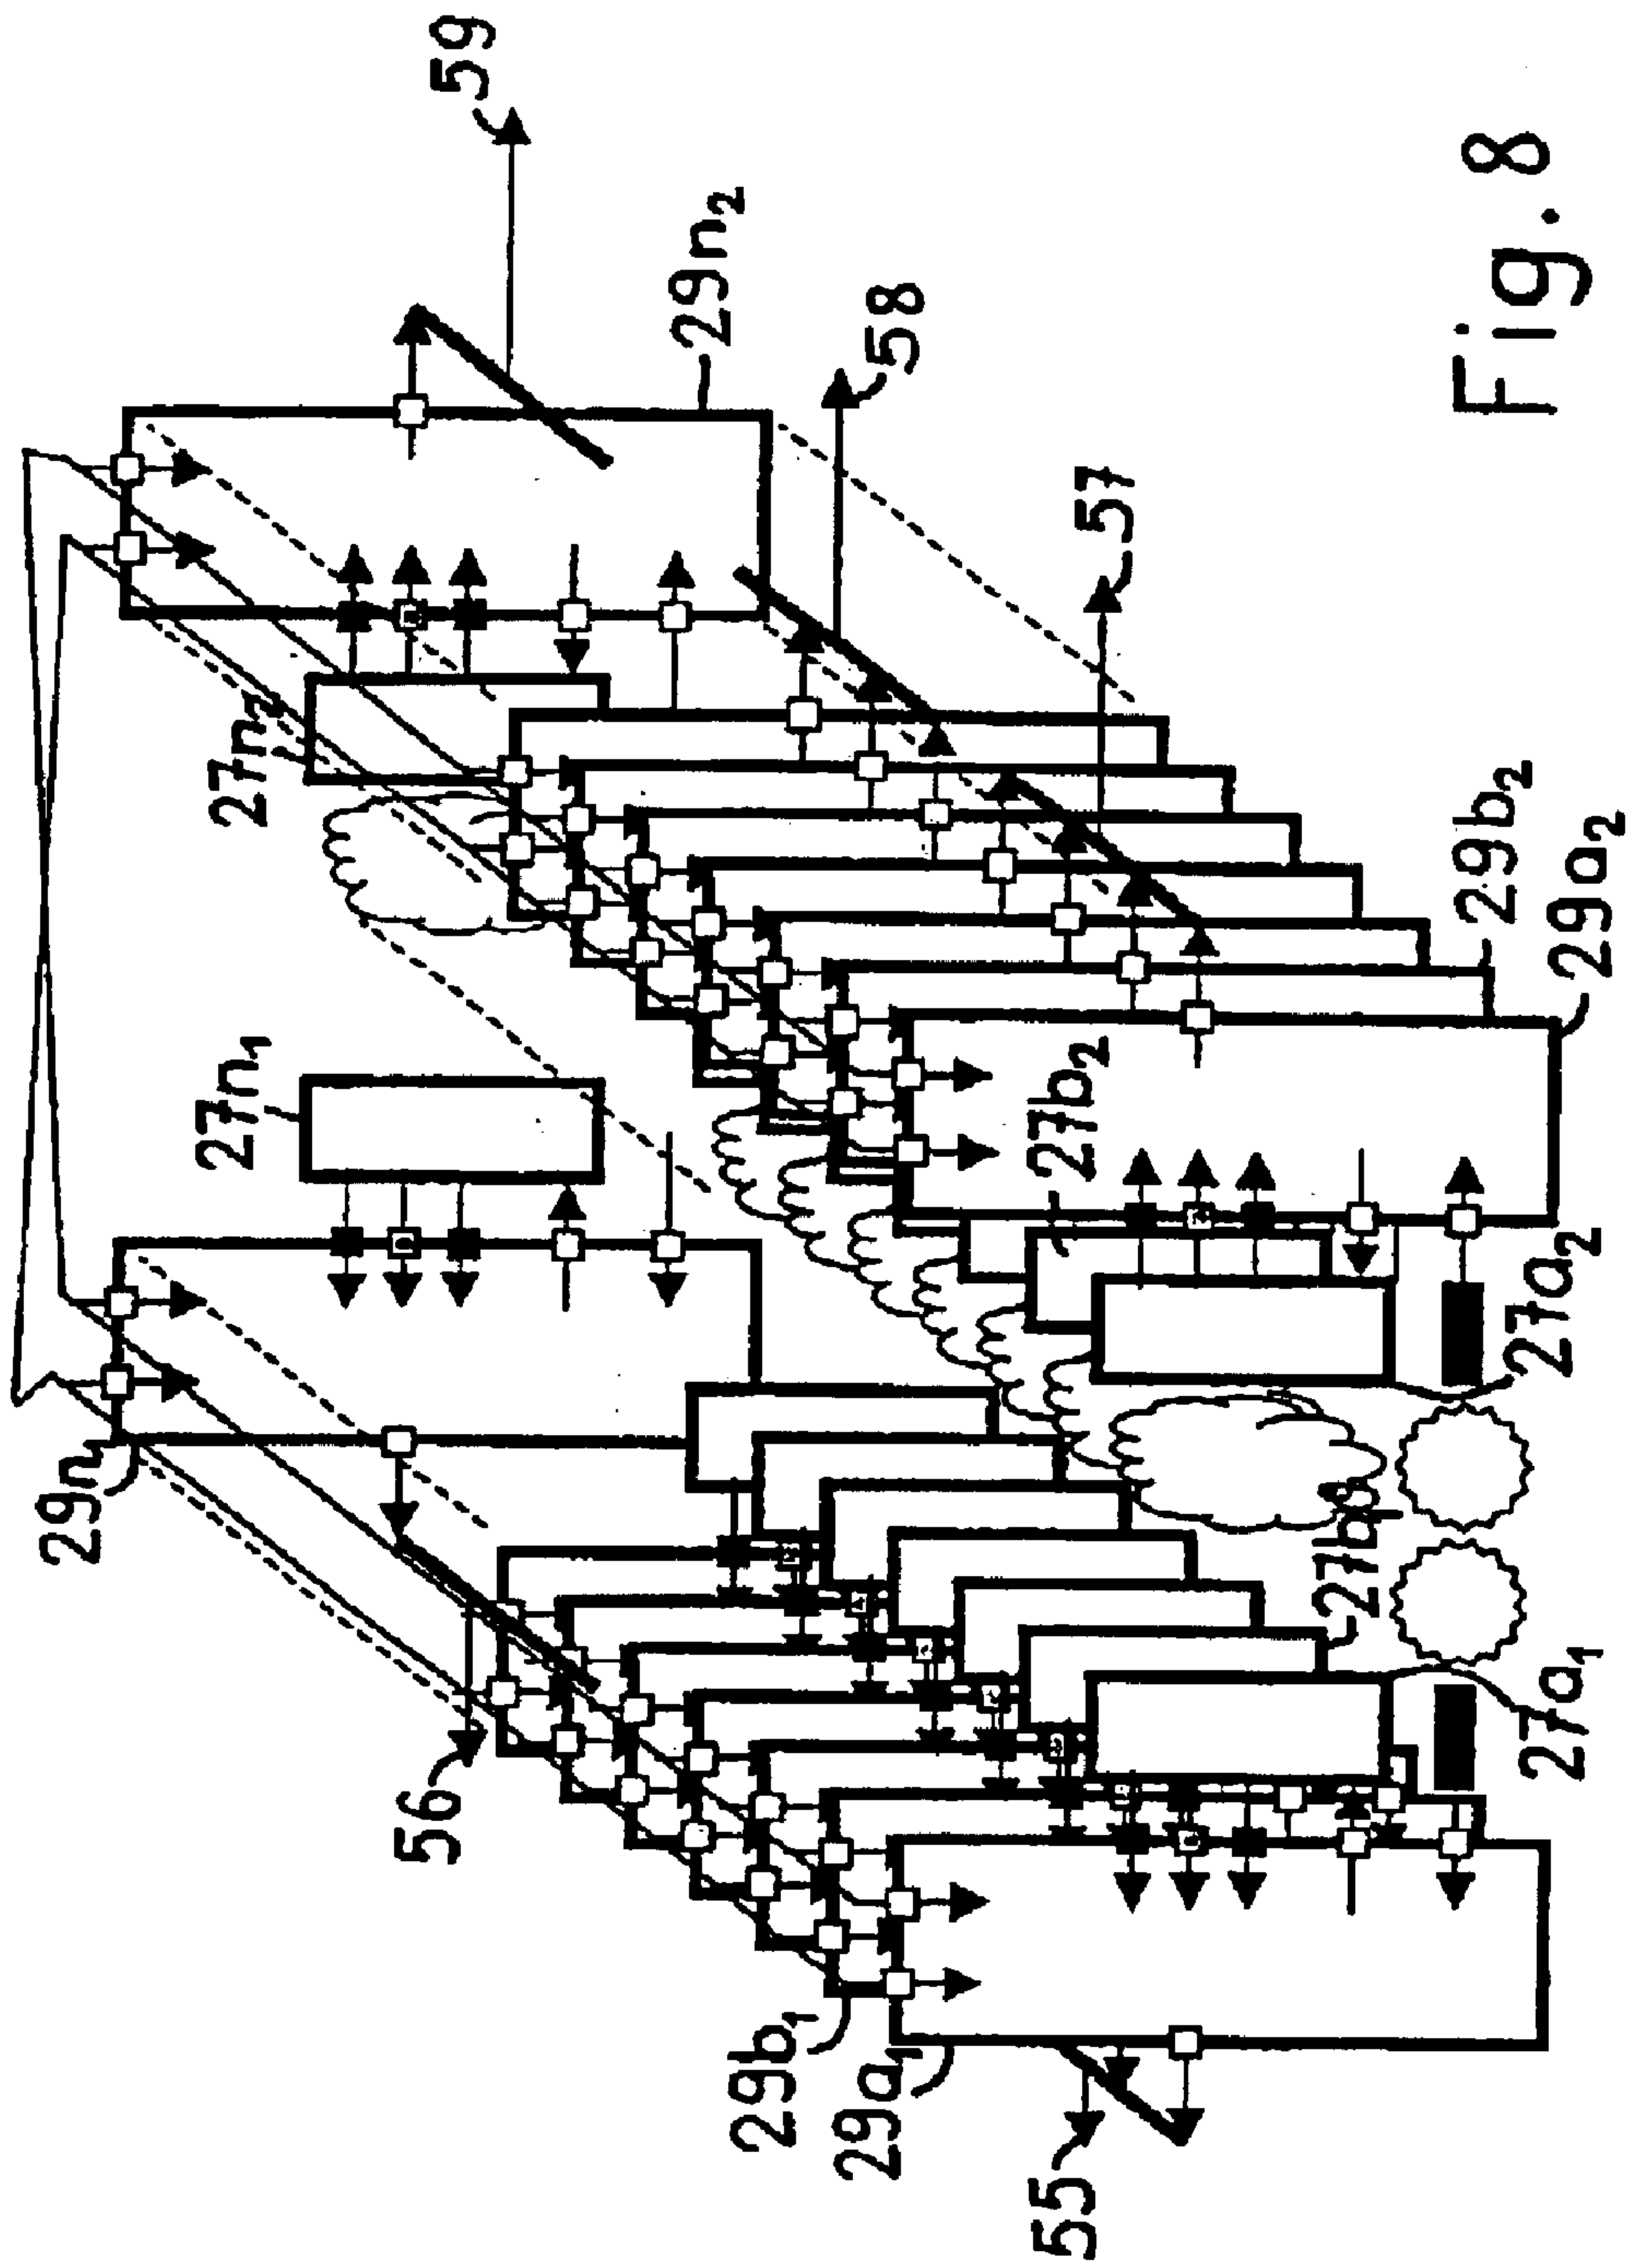 29n₁
27n₁
27n₂
56
59
29n₂
29b₁
29a₁
58
55
27b₂
57
27b₁
29b₂
27a₁
27a₂
29a₂
Fig. 8